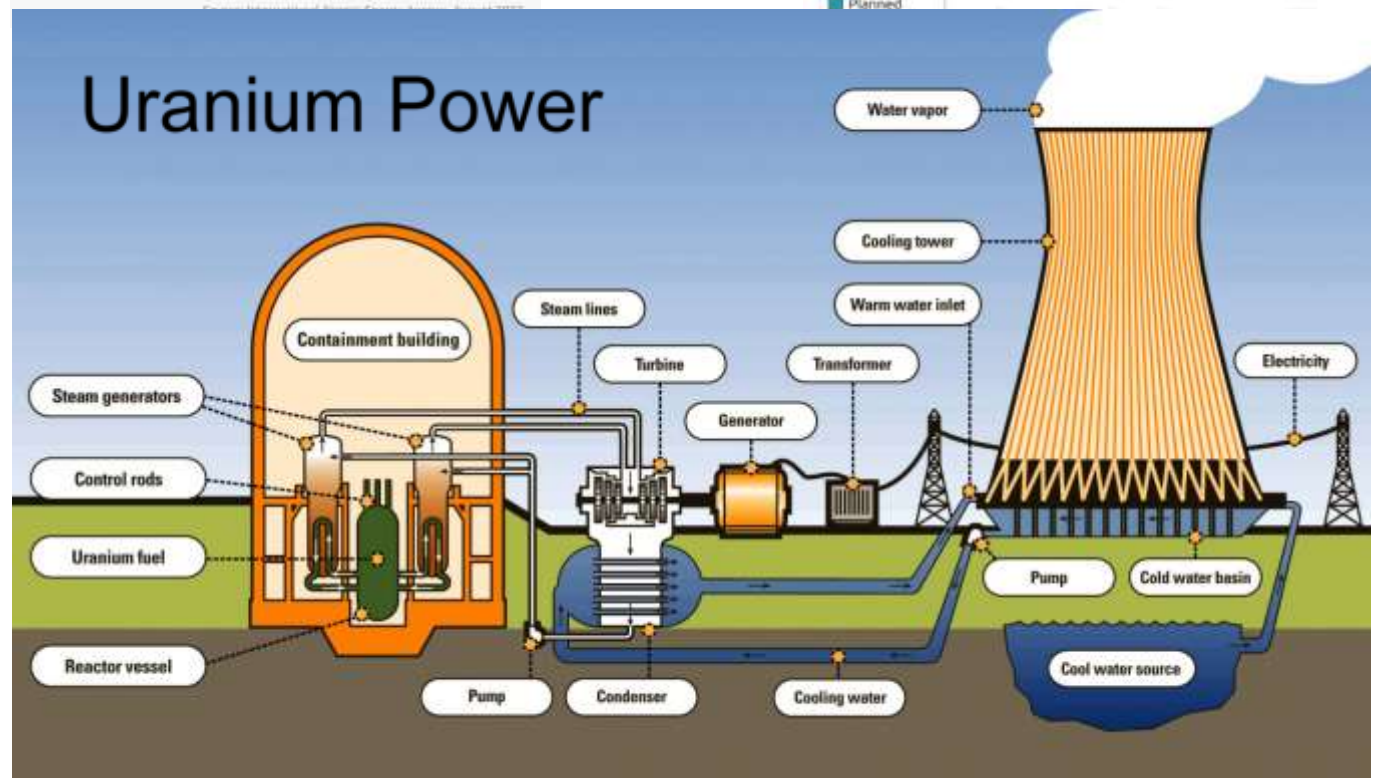 Planned
Uranium Power
Water vapor
Cooling tower
Warm water inlet
Steam lines
Containment building
Turbine
Transformer
Electricity
Steam generators
Generator
Control rods
Uranium fuel
Pump
Cold water basin
Reactor vessel
Cool water source
Pump
Condenser
Cooling water